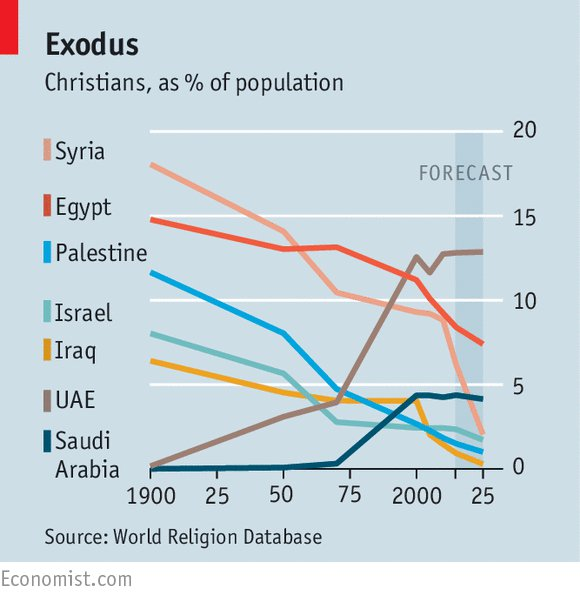 Exodus
Christians, as % of population
20
Syria
FORECAST
Egypt
15
Palestine
10
Israel
Iraq
5
UAE
Saudi
Arabia
0
1900 25 50 75 2000 25
Source: World Religion Database
Economist.com